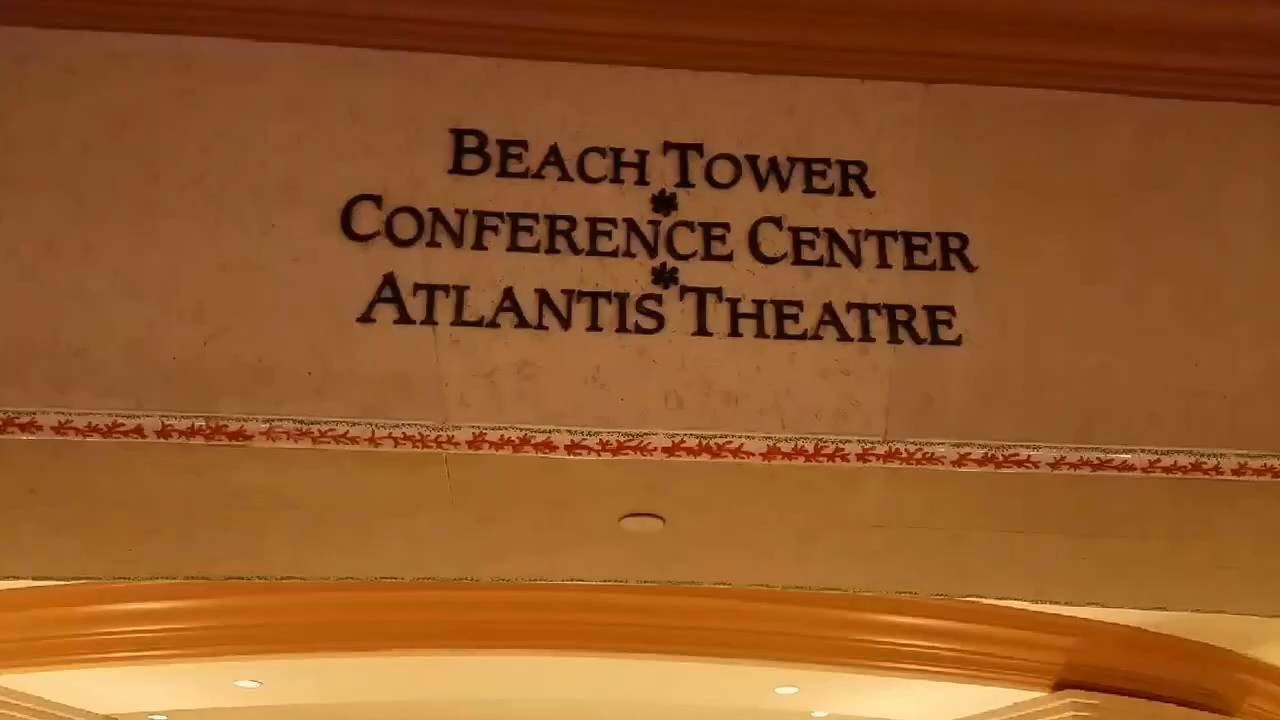 BEACH TOWER
*
CONFERENCE CENTER
*
ATLANTIS THEATRE